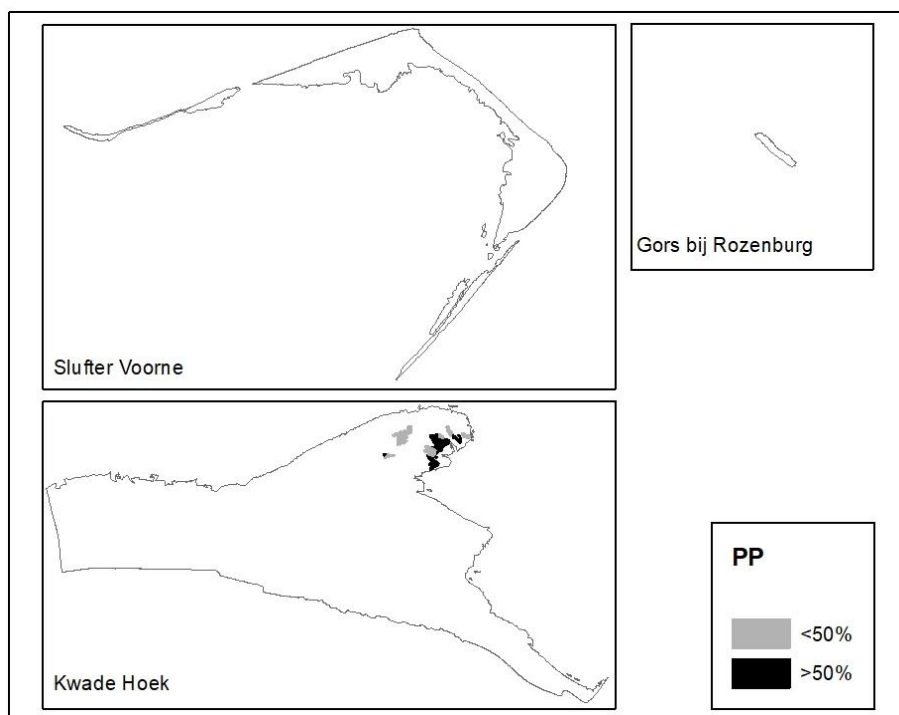 Slufter Voorne
Gors bij Rozenburg
Kwade Hoek
PP
<50%
>50%